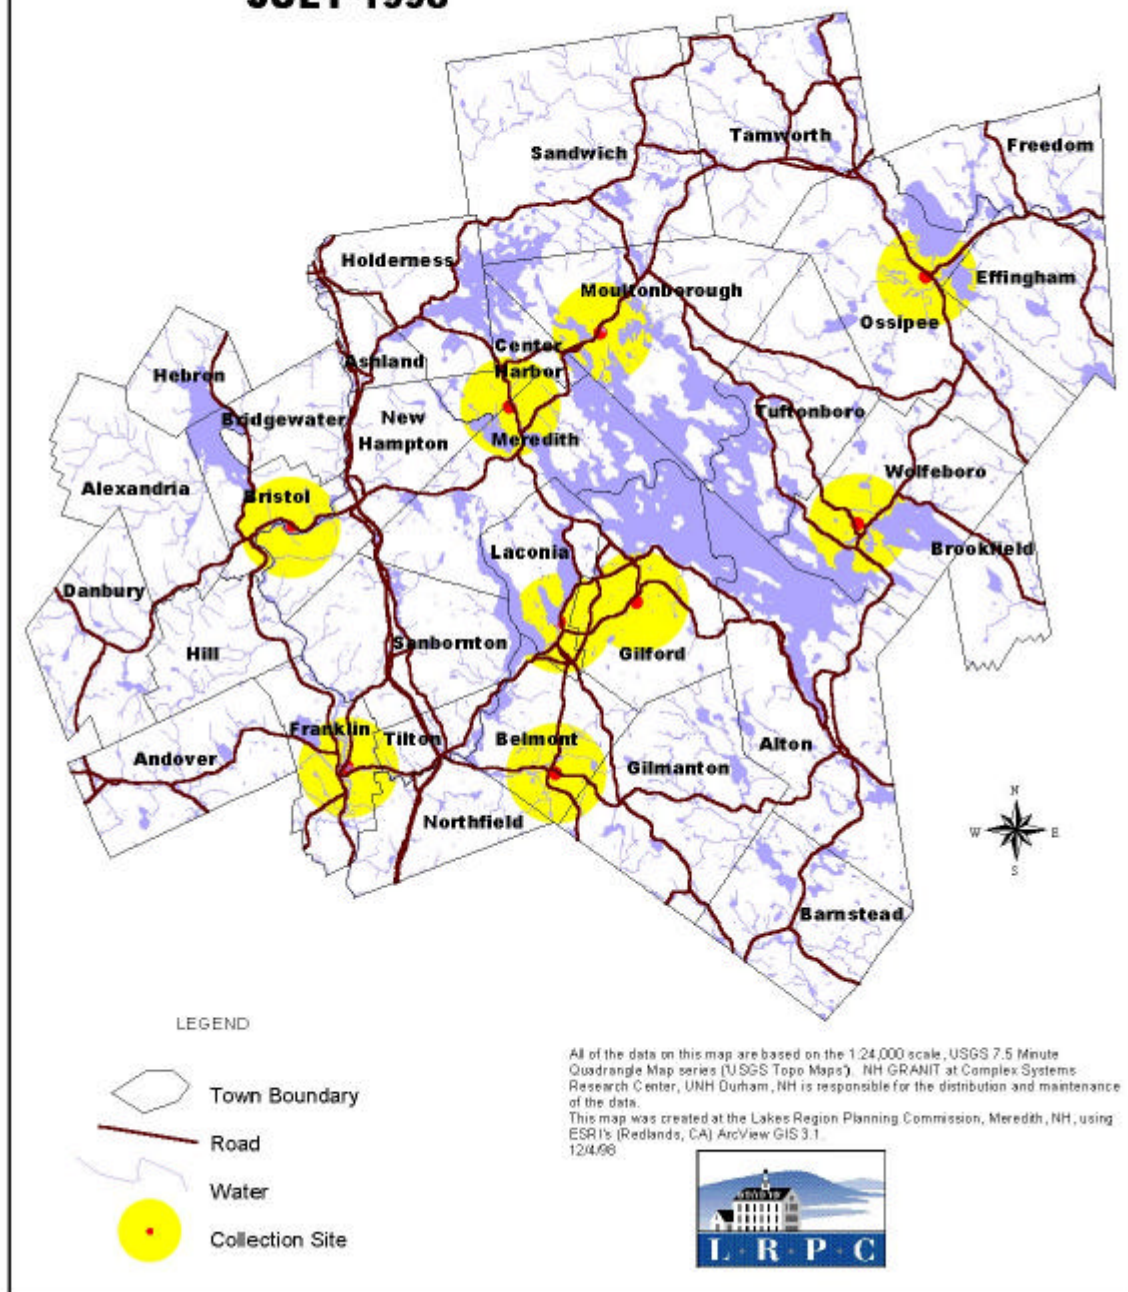 JULY 1998
Tamworth
Freedom
Sandwich
Holderness
Effingham
Moultonborough
Ossipee
Center
Harbor
Ashland
Hebron
Tuftonboro
Bridgewater
New
Hampton
Meredith
Wolfeboro
Alexandria
Bristol
Laconia
Brookfield
Danbury
Sanbornton
Hill
Gilford
Franklin
Tilton
Belmont
Alton
Andover
Gilmanton
Northfield
N
W E
S
Barnstead
LEGEND
Town Boundary
Road
Water
Collection Site
All of the data on this map are based on the 1:24,000 scale, USGS 7.5 Minute
Quadrangle Map series ('USGS Topo Maps'). NH GRANIT at Complex Systems
Research Center, UNH Durham, NH is responsible for the distribution and maintenance
of the data.
This map was created at the Lakes Region Planning Commission, Meredith, NH, using
ESRI's (Redlands, CA) ArcView GIS 3.1.
12/4/98
L R P C